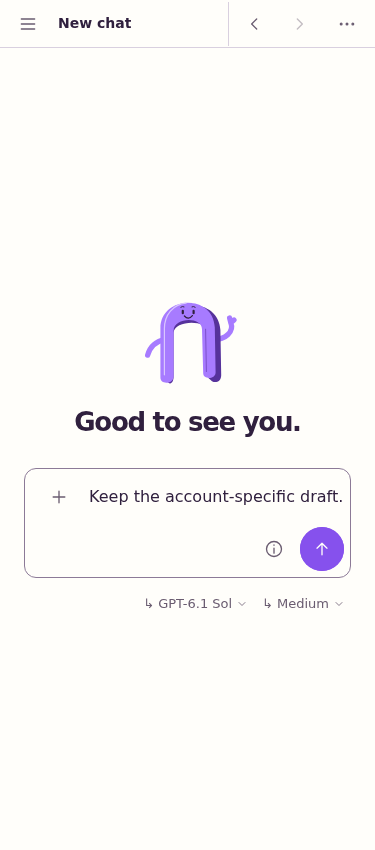 New chat
Good to see you.
Keep the account-specific draft.
↳ GPT-6.1 Sol
↳ Medium